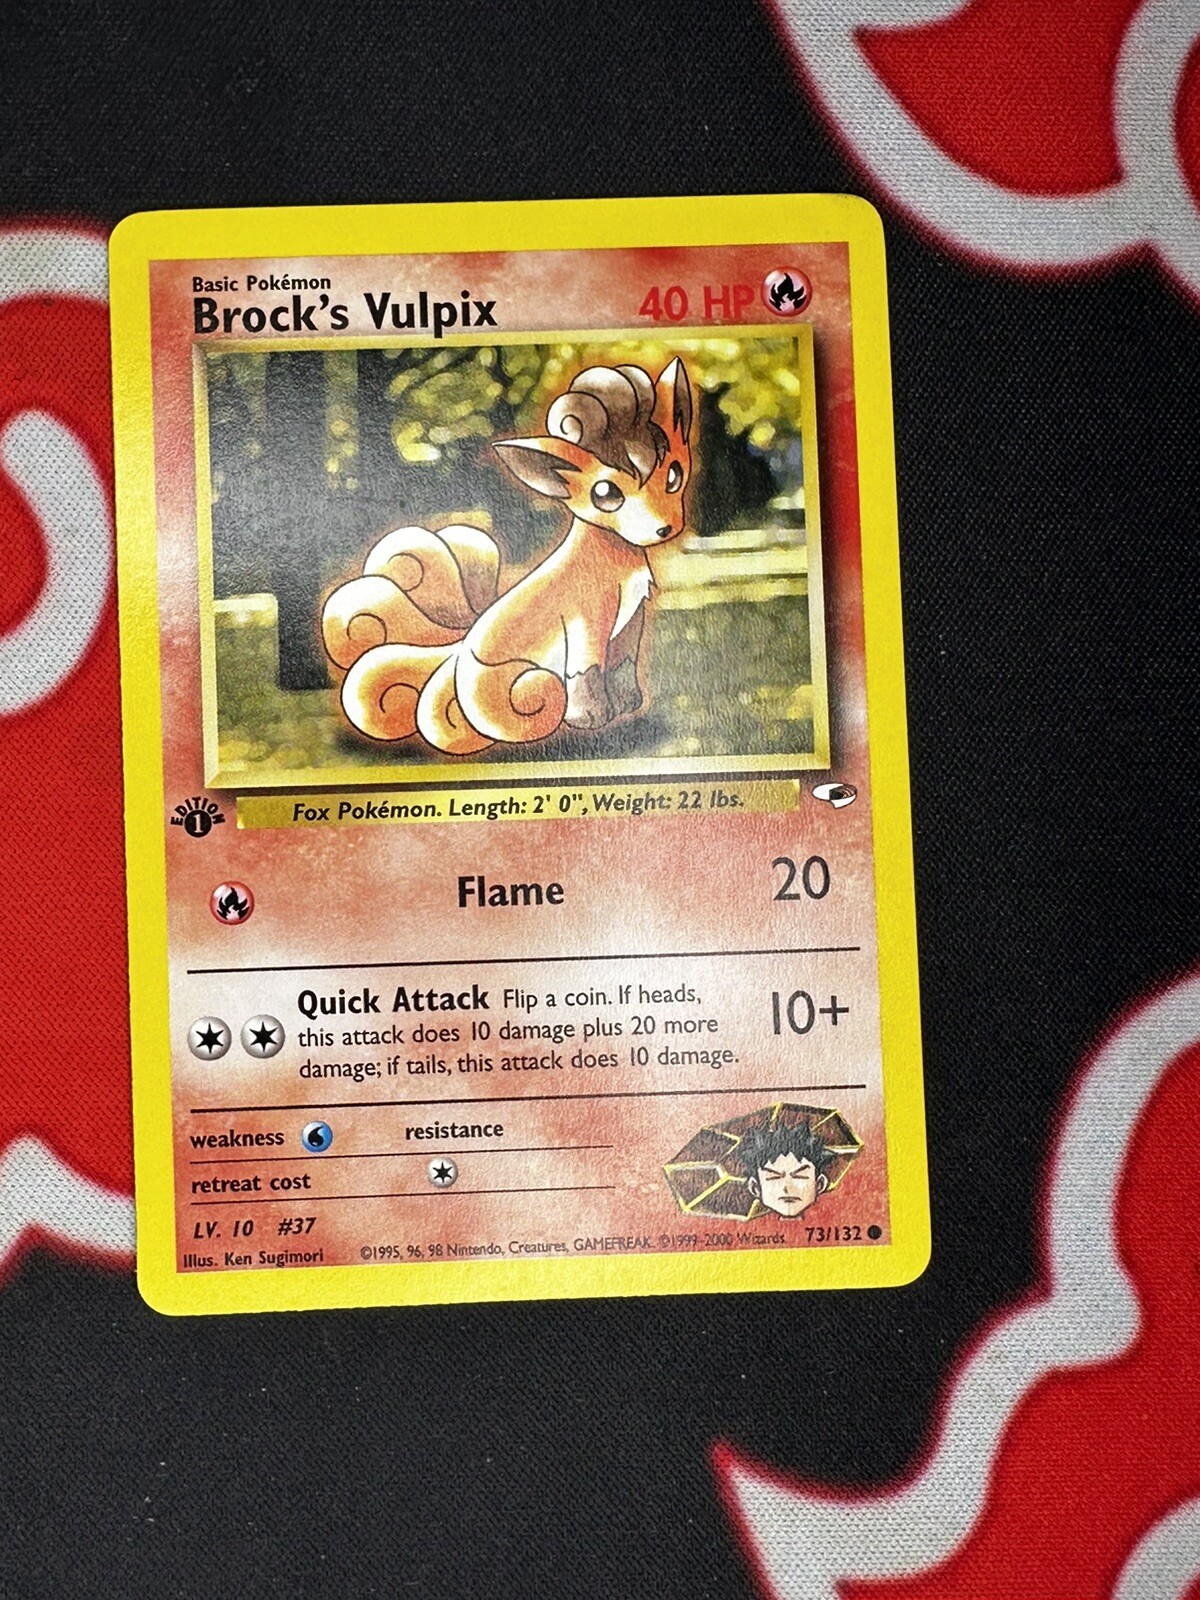 Basic Pokémon
Brock's Vulpix
40 HP
Fox Pokémon. Length: 2' 0", Weight: 22 lbs.
EDITION
1
Flame 20
Quick Attack Flip a coin. If heads,
this attack does 10 damage plus 20 more
damage; if tails, this attack does 10 damage.
10+
weakness
resistance
retreat cost
LV. 10 #37
Illus. Ken Sugimori
©1995, 96, 98 Nintendo, Creatures, GAMEFREAK. ©1999-2000 Wizards. 73/132